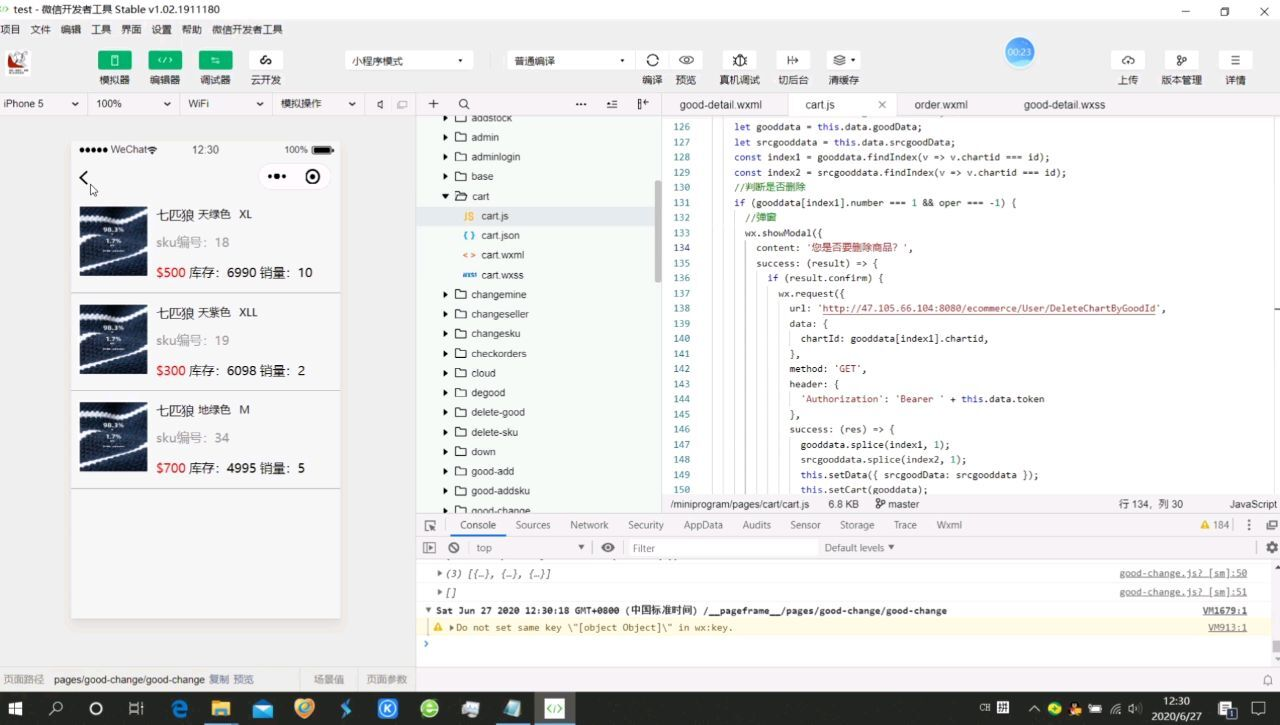 test - 微信开发者工具 Stable v1.02.1911180
项目 文件 编辑 工具 界面 设置 帮助 微信开发者工具
00:23
小程序模式 普通编译
模拟器 编辑器 调试器 云开发 编译 预览 真机调试 切后台 清缓存 上传 版本管理 详情
iPhone 5 100% WiFi 模拟操作
good-detail.wxml cart.js order.wxml good-detail.wxss
WeChat 12:30 100%
七匹狼 天绿色 XL
sku编号：18
$500 库存：6990 销量：10
七匹狼 天紫色 XLL
sku编号：19
$300 库存：6098 销量：2
七匹狼 地绿色 M
sku编号：34
$700 库存：4995 销量：5
98.3%
1.7%
98.3%
1.7%
98.3%
1.7%
addstock
admin
adminlogin
base
cart
JS cart.js
{ } cart.json
< > cart.wxml
wxss cart.wxss
changemine
changeseller
changesku
checkorders
cloud
degood
delete-good
delete-sku
down
good-add
good-addsku
good-change
126 let gooddata = this.data.goodData;
127 let srcgooddata = this.data.srcgoodData;
128 const index1 = gooddata.findIndex(v => v.chartid === id);
129 const index2 = srcgooddata.findIndex(v => v.chartid === id);
130 //判断是否删除
131 if (gooddata[index1].number === 1 && oper === -1) {
132 //弹窗
133 wx.showModal({
134 content: '您是否要删除商品？',
135 success: (result) => {
136 if (result.confirm) {
137 wx.request({
138 url: 'http://47.105.66.104:8080/ecommerce/User/DeleteChartByGoodId',
139 data: {
140 chartId: gooddata[index1].chartid,
141 },
142 method: 'GET',
143 header: {
144 'Authorization': 'Bearer ' + this.data.token
145 },
146 success: (res) => {
147 gooddata.splice(index1, 1);
148 srcgooddata.splice(index2, 1);
149 this.setData({ srcgoodData: srcgooddata });
150 this.setCart(gooddata);
/miniprogram/pages/cart/cart.js 6.8 KB master 行 134，列 30 JavaScript
Console Sources Network Security AppData Audits Sensor Storage Trace Wxml 184
top Filter Default levels
(3) [{…}, {…}, {…}] good-change.js? [sm]:50
[] good-change.js? [sm]:51
Sat Jun 27 2020 12:30:18 GMT+0800 (中国标准时间) /__pageframe__/pages/good-change/good-change VM1679:1
Do not set same key \"[object Object]\" in wx:key. VM913:1
页面路径 pages/good-change/good-change 复制 预览 场景值 页面参数
CH 拼 12:30
2020/6/27 1